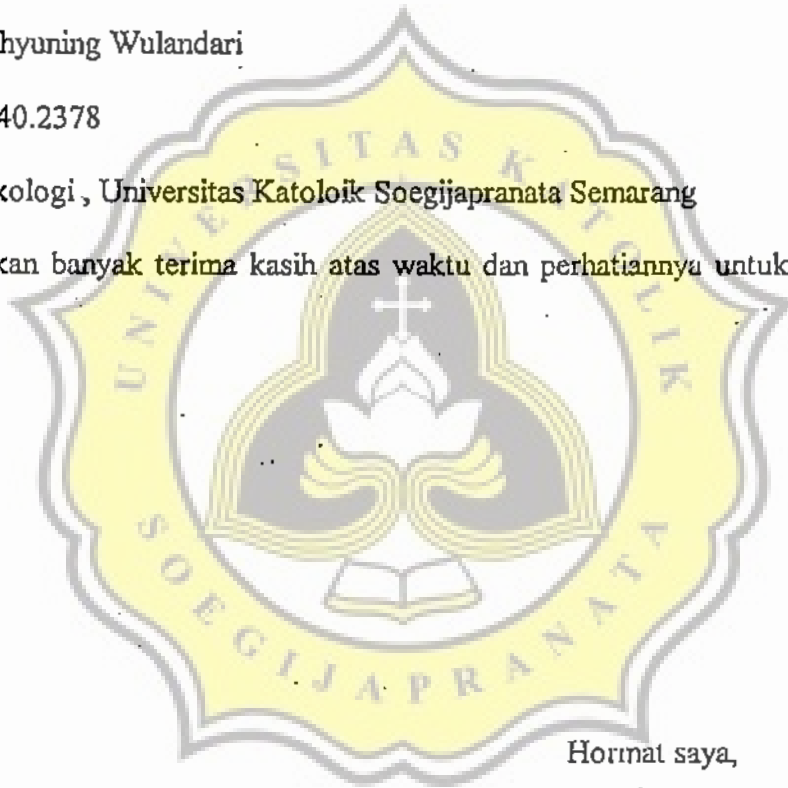 hyuning Wulandari
40.2378
kologi , Universitas Katoloik Soegijapranata Semarang
kan banyak terima kasih atas waktu dan perhatiannya untuk
UNIVERSITAS KATOLIK
SOEGIJAPRANATA
Hormat saya,